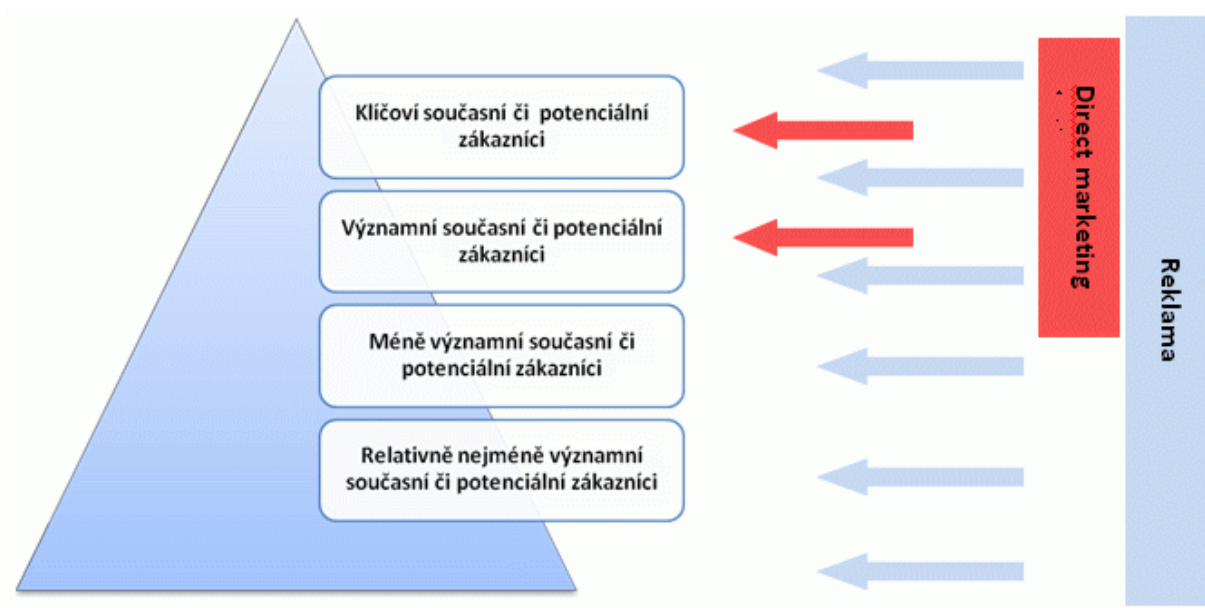 Klíčoví současní či potenciální
zákazníci
Významní současní či potenciální
zákazníci
Méně významní současní či
potenciální zákazníci
Relativně nejméně významní
současní či potenciální zákazníci
Direct marketing
Reklama